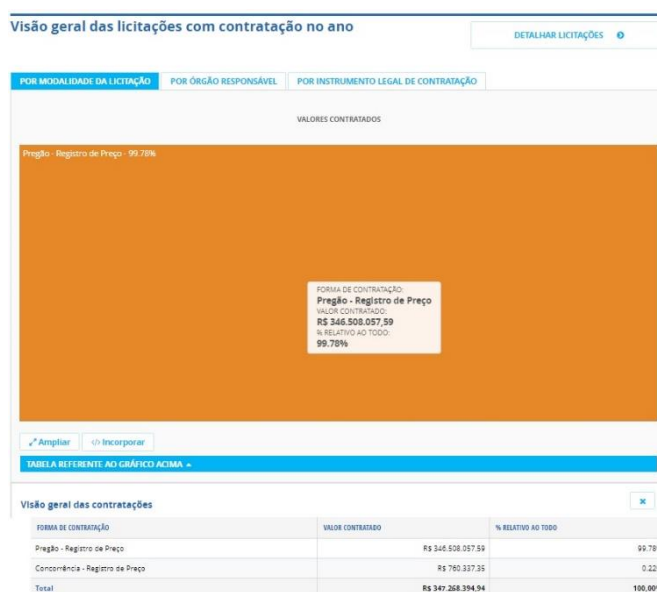 Visão geral das licitações com contratação no ano
DETALHAR LICITAÇÕES
POR MODALIDADE DA LICITAÇÃO POR ÓRGÃO RESPONSÁVEL POR INSTRUMENTO LEGAL DE CONTRATAÇÃO
VALORES CONTRATADOS
Pregão - Registro de Preço - 99.78%
FORMA DE CONTRATAÇÃO:
Pregão - Registro de Preço
VALOR CONTRATADO:
R$ 346.508.057,59
% RELATIVO AO TODO:
99.78%
Ampliar </> Incorporar
TABELA REFERENTE AO GRÁFICO ACIMA
Visão geral das contratações
FORMA DE CONTRATAÇÃO VALOR CONTRATADO % RELATIVO AO TODO
Pregão - Registro de Preço R$ 346.508.057,59 99.78
Concorrência - Registro de Preço R$ 760.337,35 0.22
Total R$ 347.268.394,94 100,00